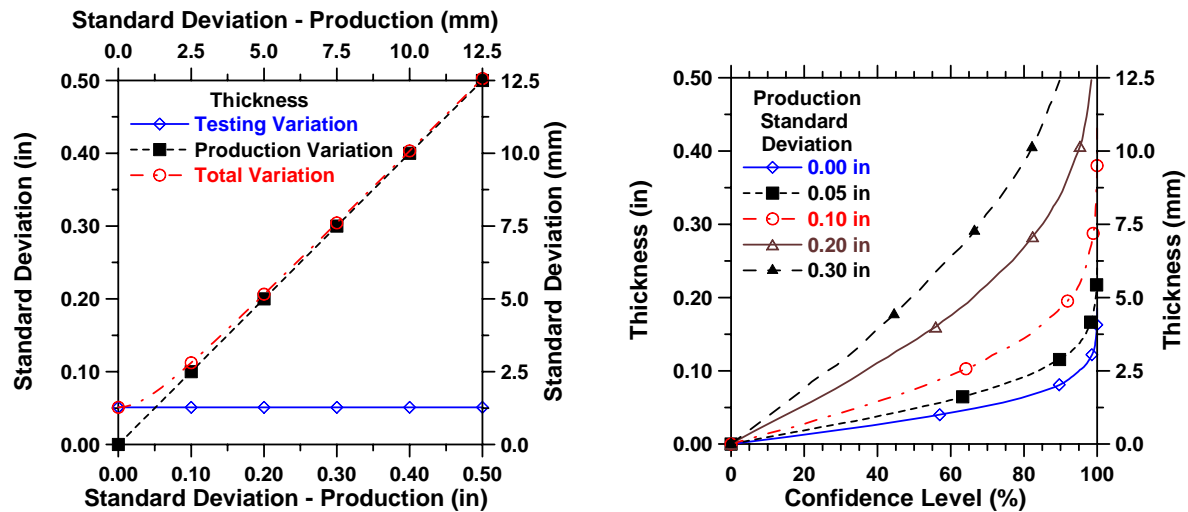 Standard Deviation - Production (mm)
0.0 2.5 5.0 7.5 10.0 12.5
Standard Deviation (in)
0.50
0.40
0.30
0.20
0.10
0.00
Thickness
Testing Variation
Production Variation
Total Variation
12.5
10.0
7.5
5.0
2.5
0.0
Standard Deviation (mm)
0.00 0.10 0.20 0.30 0.40 0.50
Standard Deviation - Production (in)
Thickness (in)
0.50
0.40
0.30
0.20
0.10
0.00
Production
Standard
Deviation
0.00 in
0.05 in
0.10 in
0.20 in
0.30 in
12.5
10.0
7.5
5.0
2.5
0.0
Thickness (mm)
0 20 40 60 80 100
Confidence Level (%)